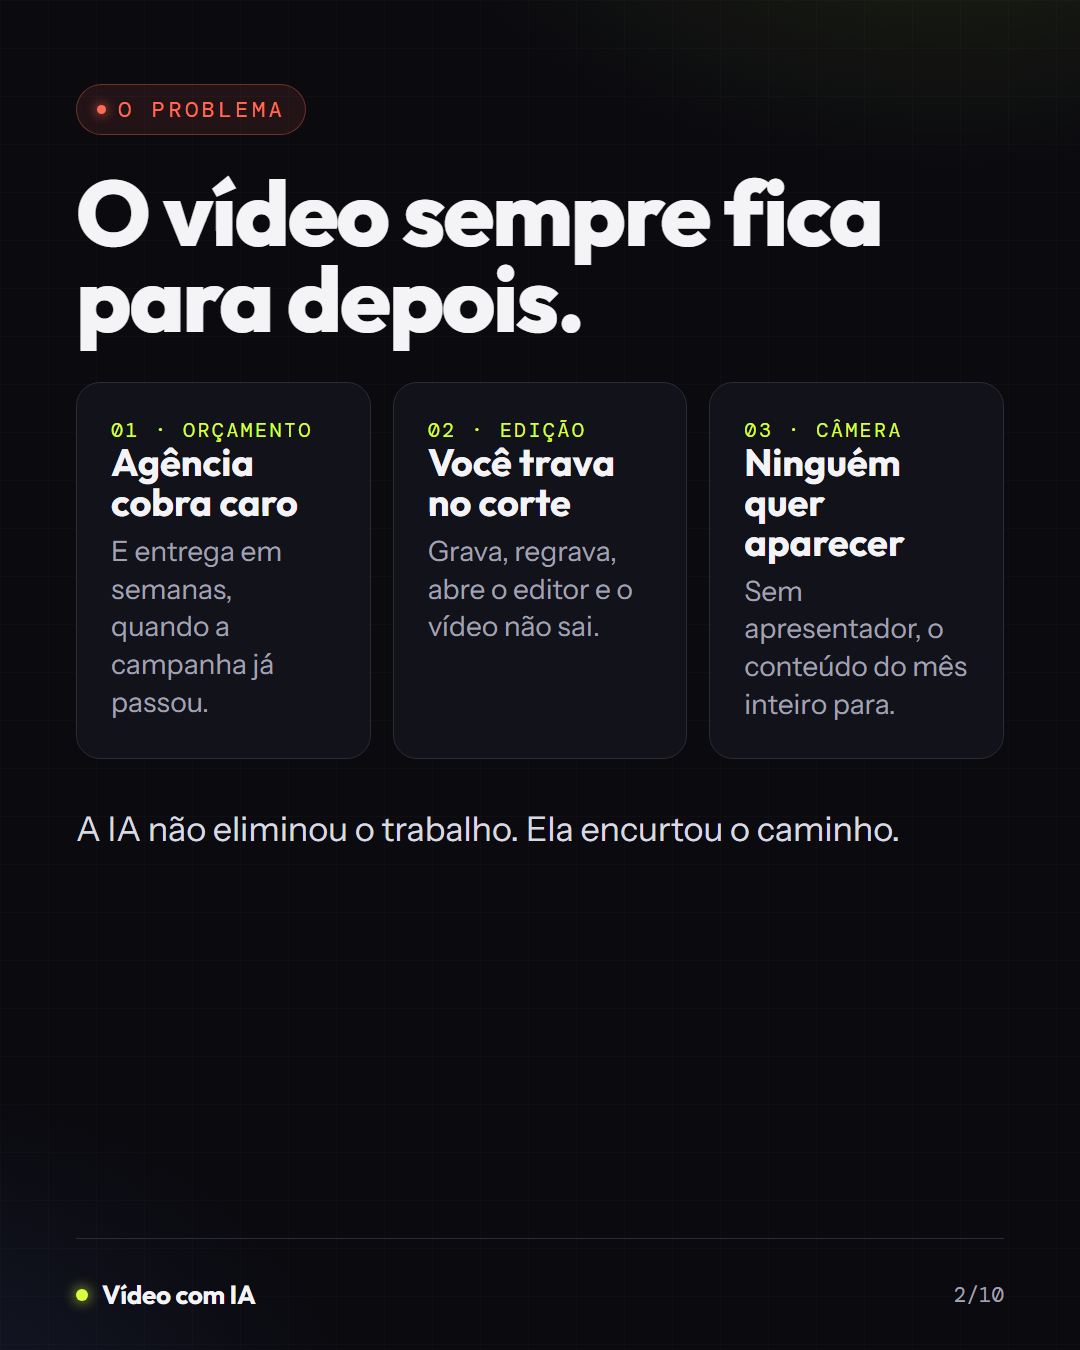 O PROBLEMA
O vídeo sempre fica
para depois.
01 · ORÇAMENTO
Agência
cobra caro
E entrega em
semanas,
quando a
campanha já
passou.
02 · EDIÇÃO
Você trava
no corte
Grava, regrava,
abre o editor e o
vídeo não sai.
03 · CÂMERA
Ninguém
quer
aparecer
Sem
apresentador, o
conteúdo do mês
inteiro para.
A IA não eliminou o trabalho. Ela encurtou o caminho.
Vídeo com IA
2/10